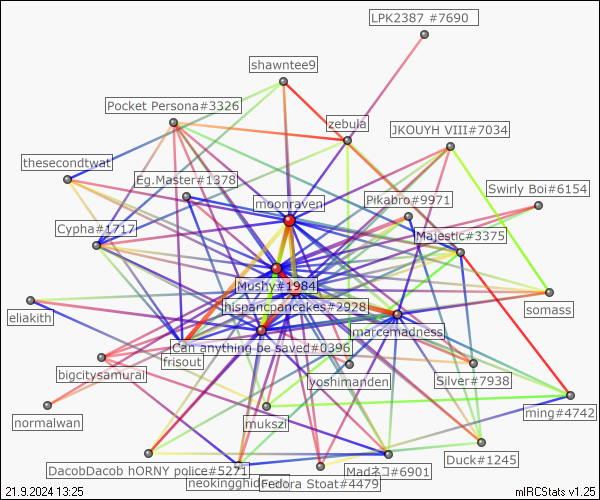 LPK2387 #7690
shawntee9
Pocket Persona#3326
zebula
JKOUYH VIII#7034
thesecondtwat
Eg.Master#1378
Swirly Boi#6154
moonraven
Pikabro#9971
Cypha#1717
Majestic#3375
Mushy#1984
somass
hispancpancakes#2928
eliakith
marcemadness
Can anything be saved#0396
frisout
bigcitysamurai
yoshimanden
Silver#7938
normalwan
mukszi
ming#4742
Duck#1245
DacobDacob hORNY police#5271
Madネコ#6901
Fedora Stoat#4479
21.9.2024 13:25
mIRCStats v1.25